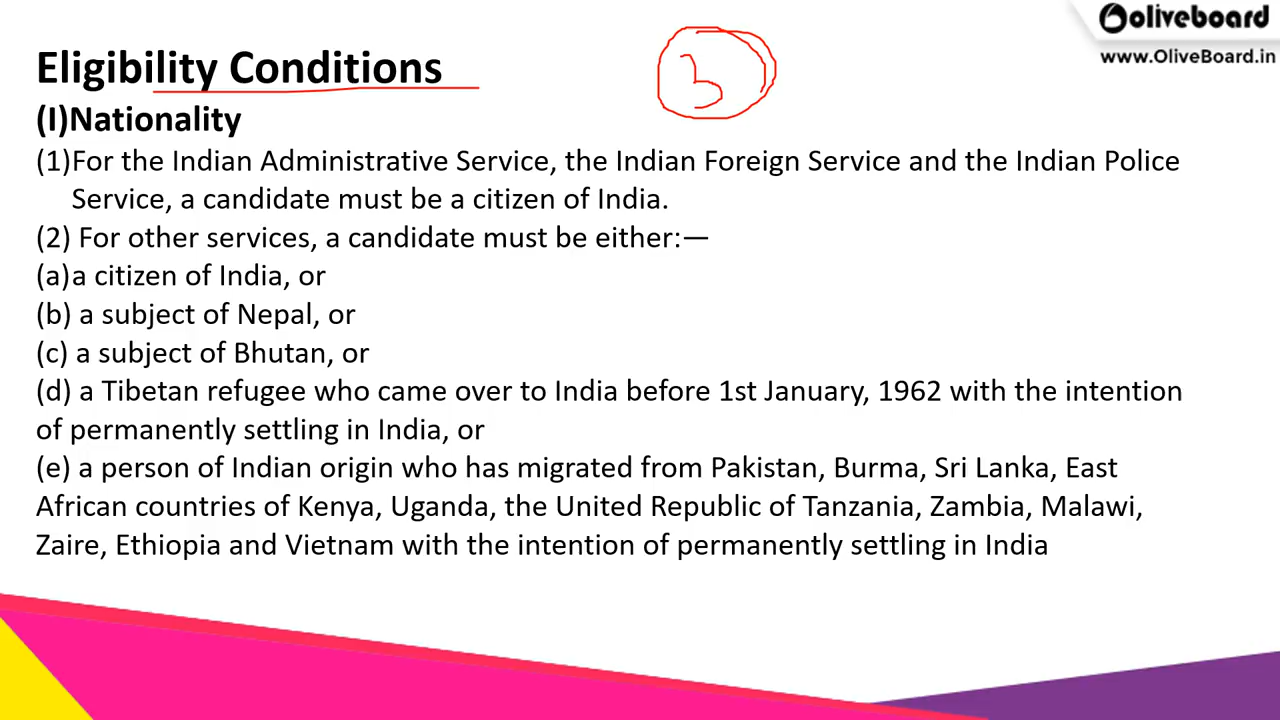 oliveboard
www.OliveBoard.in
Eligibility Conditions
(I)Nationality
(1)For the Indian Administrative Service, the Indian Foreign Service and the Indian Police
Service, a candidate must be a citizen of India.
(2) For other services, a candidate must be either:—
(a)a citizen of India, or
(b) a subject of Nepal, or
(c) a subject of Bhutan, or
(d) a Tibetan refugee who came over to India before 1st January, 1962 with the intention
of permanently settling in India, or
(e) a person of Indian origin who has migrated from Pakistan, Burma, Sri Lanka, East
African countries of Kenya, Uganda, the United Republic of Tanzania, Zambia, Malawi,
Zaire, Ethiopia and Vietnam with the intention of permanently settling in India